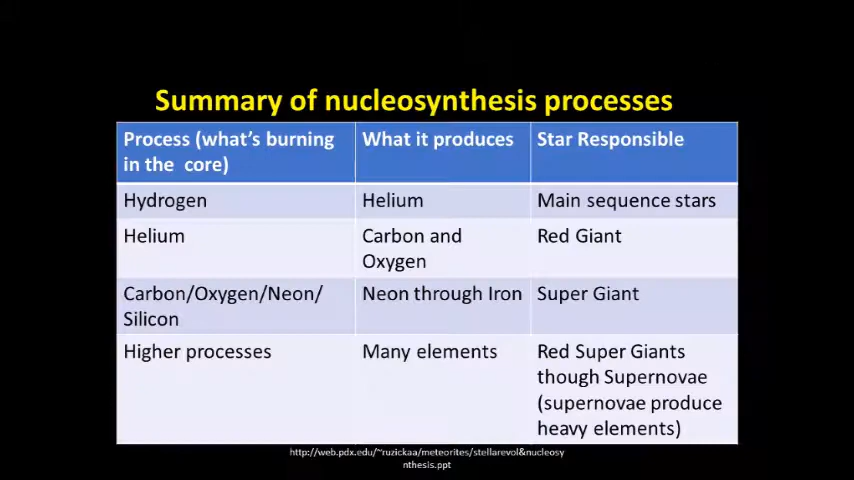 Summary of nucleosynthesis processes
Process (what's burning
in the core)
What it produces
Star Responsible
Hydrogen
Helium
Main sequence stars
Helium
Carbon and
Oxygen
Red Giant
Carbon/Oxygen/Neon/
Silicon
Neon through Iron
Super Giant
Higher processes
Many elements
Red Super Giants
though Supernovae
(supernovae produce
heavy elements)
http://web.pdx.edu/~ruzickaa/meteorites/stellarevol&nucleosy
nthesis.ppt